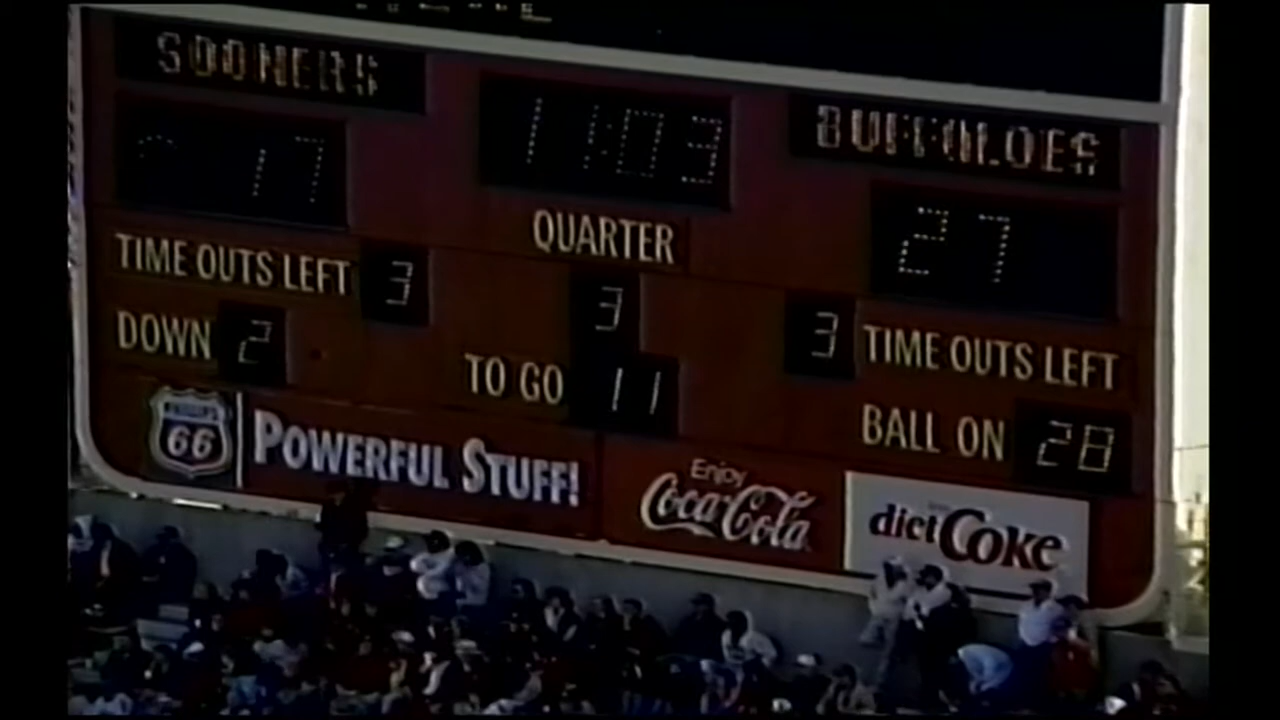 SOONERS
11:03
BUFFALOES
17
27
QUARTER
3
TIME OUTS LEFT 3
3 TIME OUTS LEFT
DOWN 2
TO GO 11
BALL ON 28
PHILLIPS 66
POWERFUL STUFF!
Enjoy
Coca-Cola
diet Coke